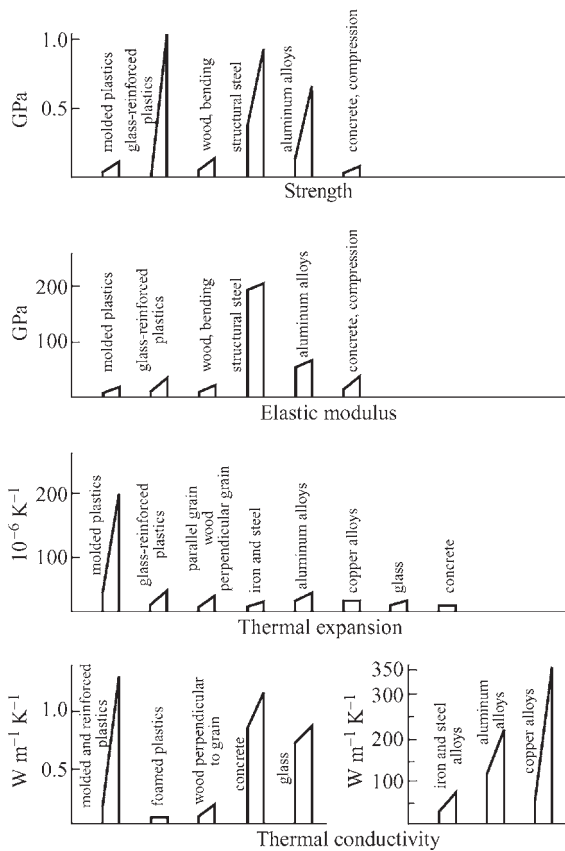 1.0
0.5
GPa
molded plastics
glass-reinforced
plastics
wood, bending
structural steel
aluminum alloys
concrete, compression
Strength
200
100
GPa
molded plastics
glass-reinforced
plastics
wood, bending
structural steel
aluminum alloys
concrete, compression
Elastic modulus
200
100
10⁻⁶ K⁻¹
molded plastics
glass-reinforced
plastics
parallel grain
wood
perpendicular grain
iron and steel
aluminum alloys
copper alloys
glass
concrete
Thermal expansion
1.0
0.5
W m⁻¹ K⁻¹
molded and reinforced
plastics
foamed plastics
wood perpendicular
to grain
concrete
glass
350
300
200
100
W m⁻¹ K⁻¹
iron and steel
alloys
aluminum
alloys
copper alloys
Thermal conductivity